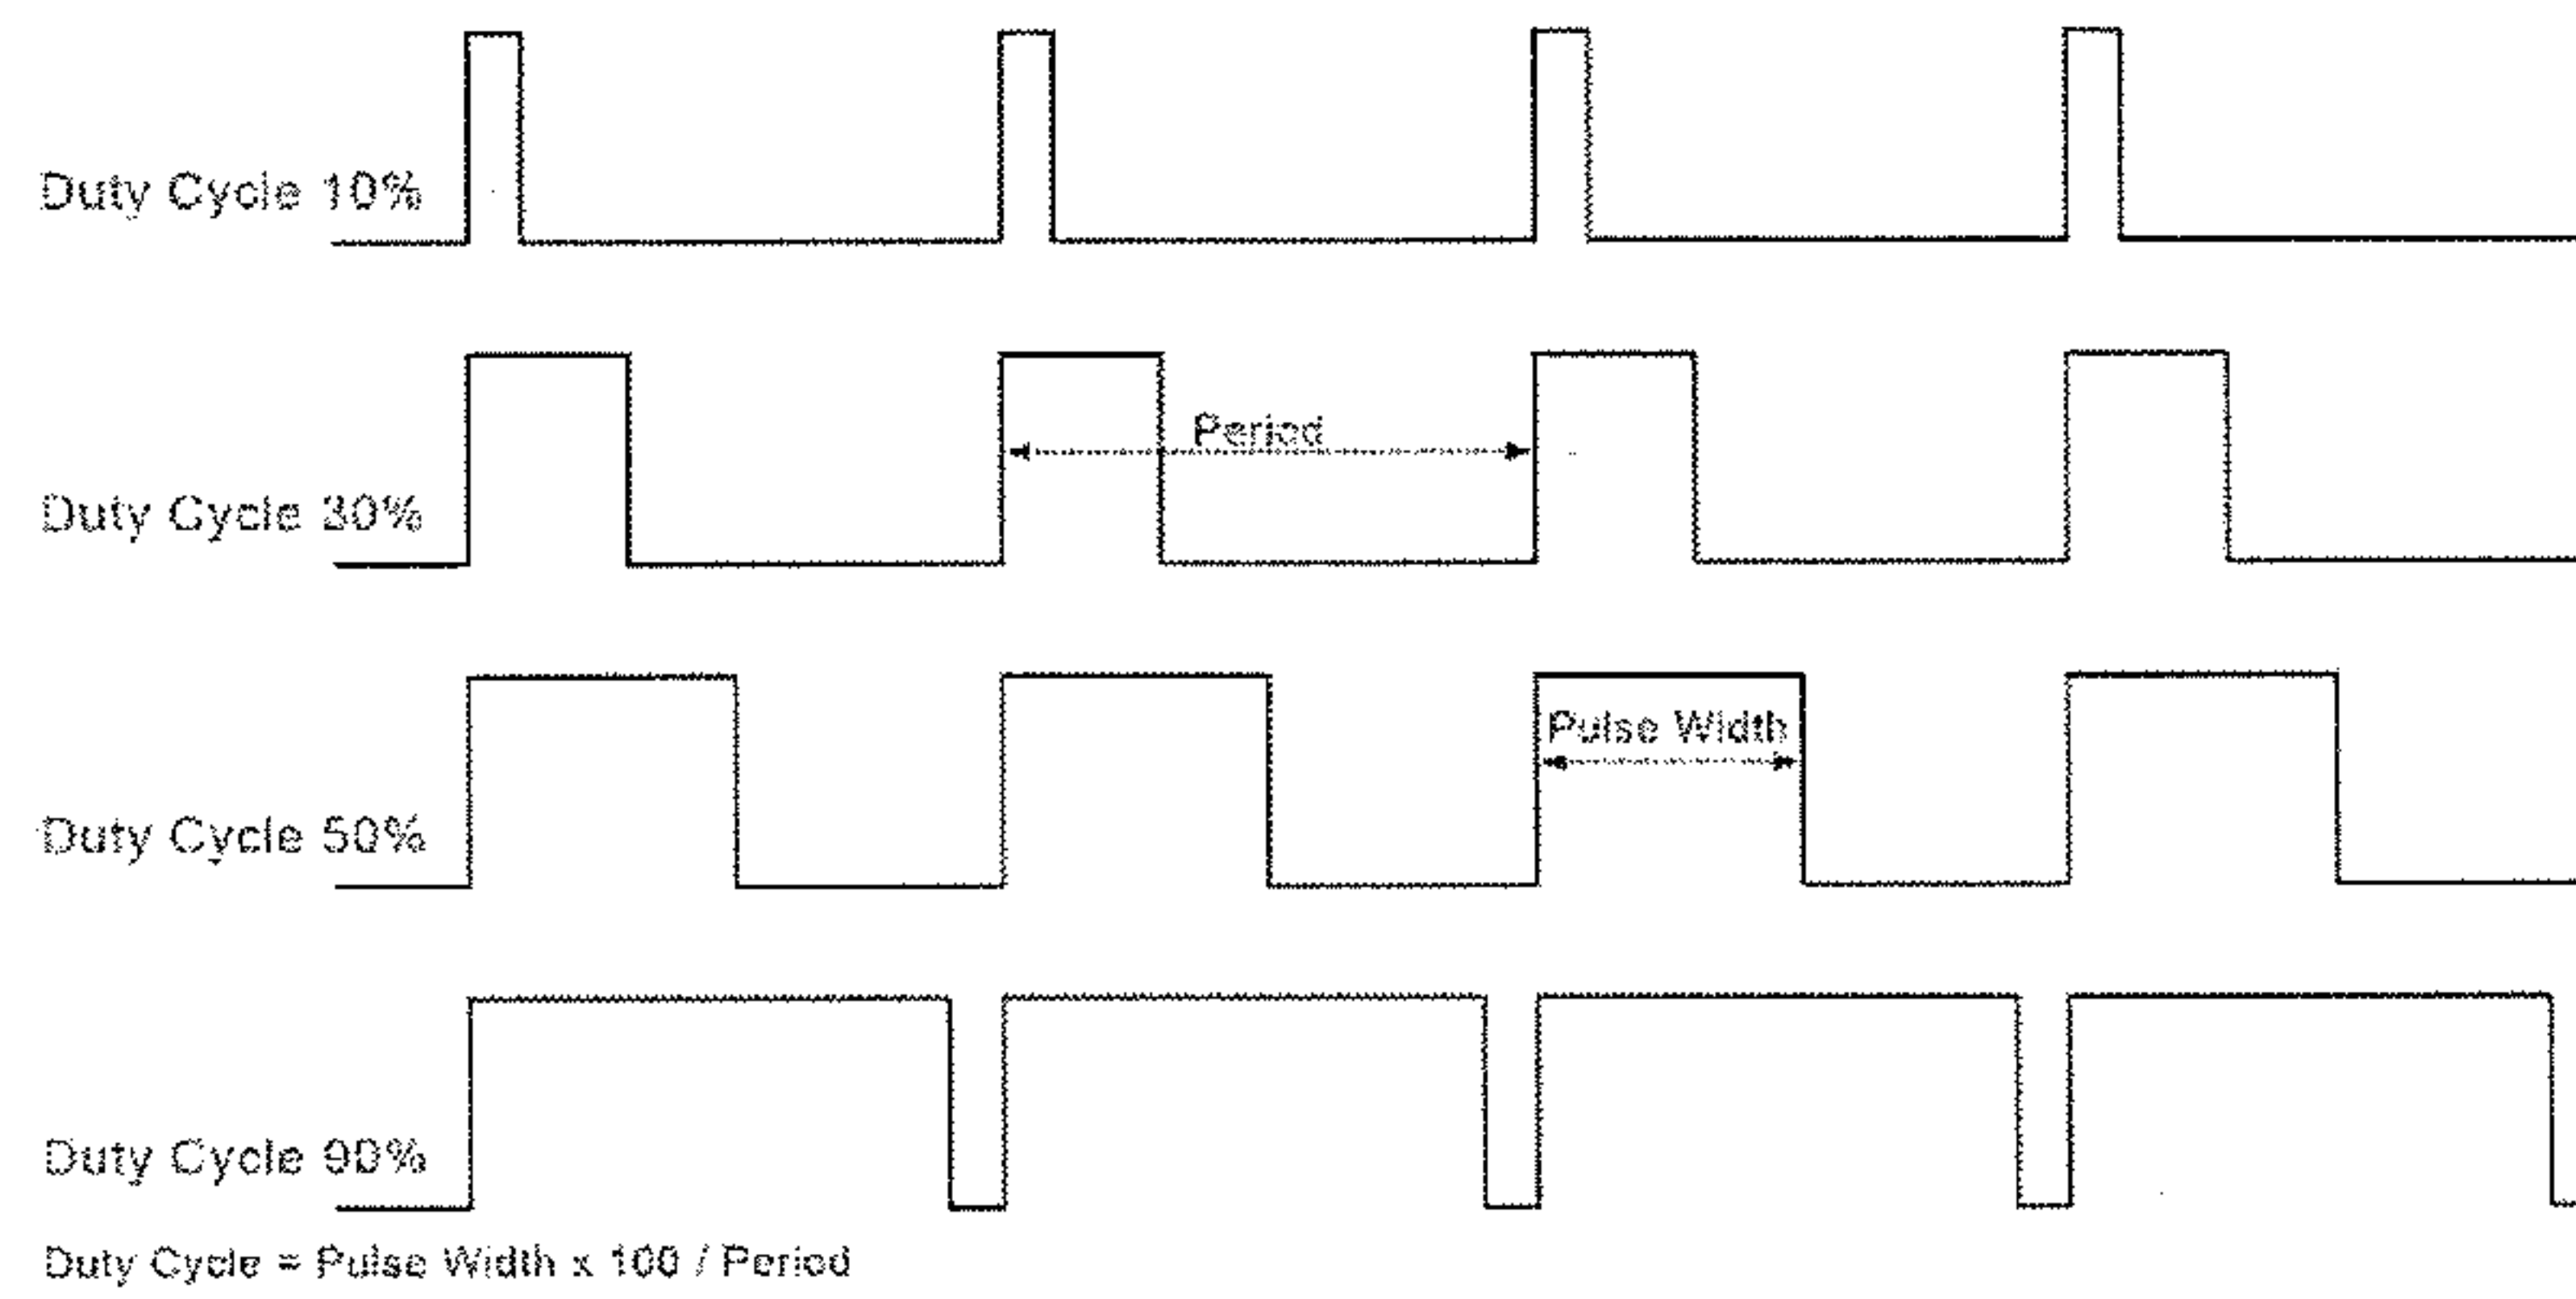 Duty Cycle 10%
Duty Cycle 30%
Period
Duty Cycle 50%
Pulse Width
Duty Cycle 90%
Duty Cycle = Pulse Width x 100 / Period